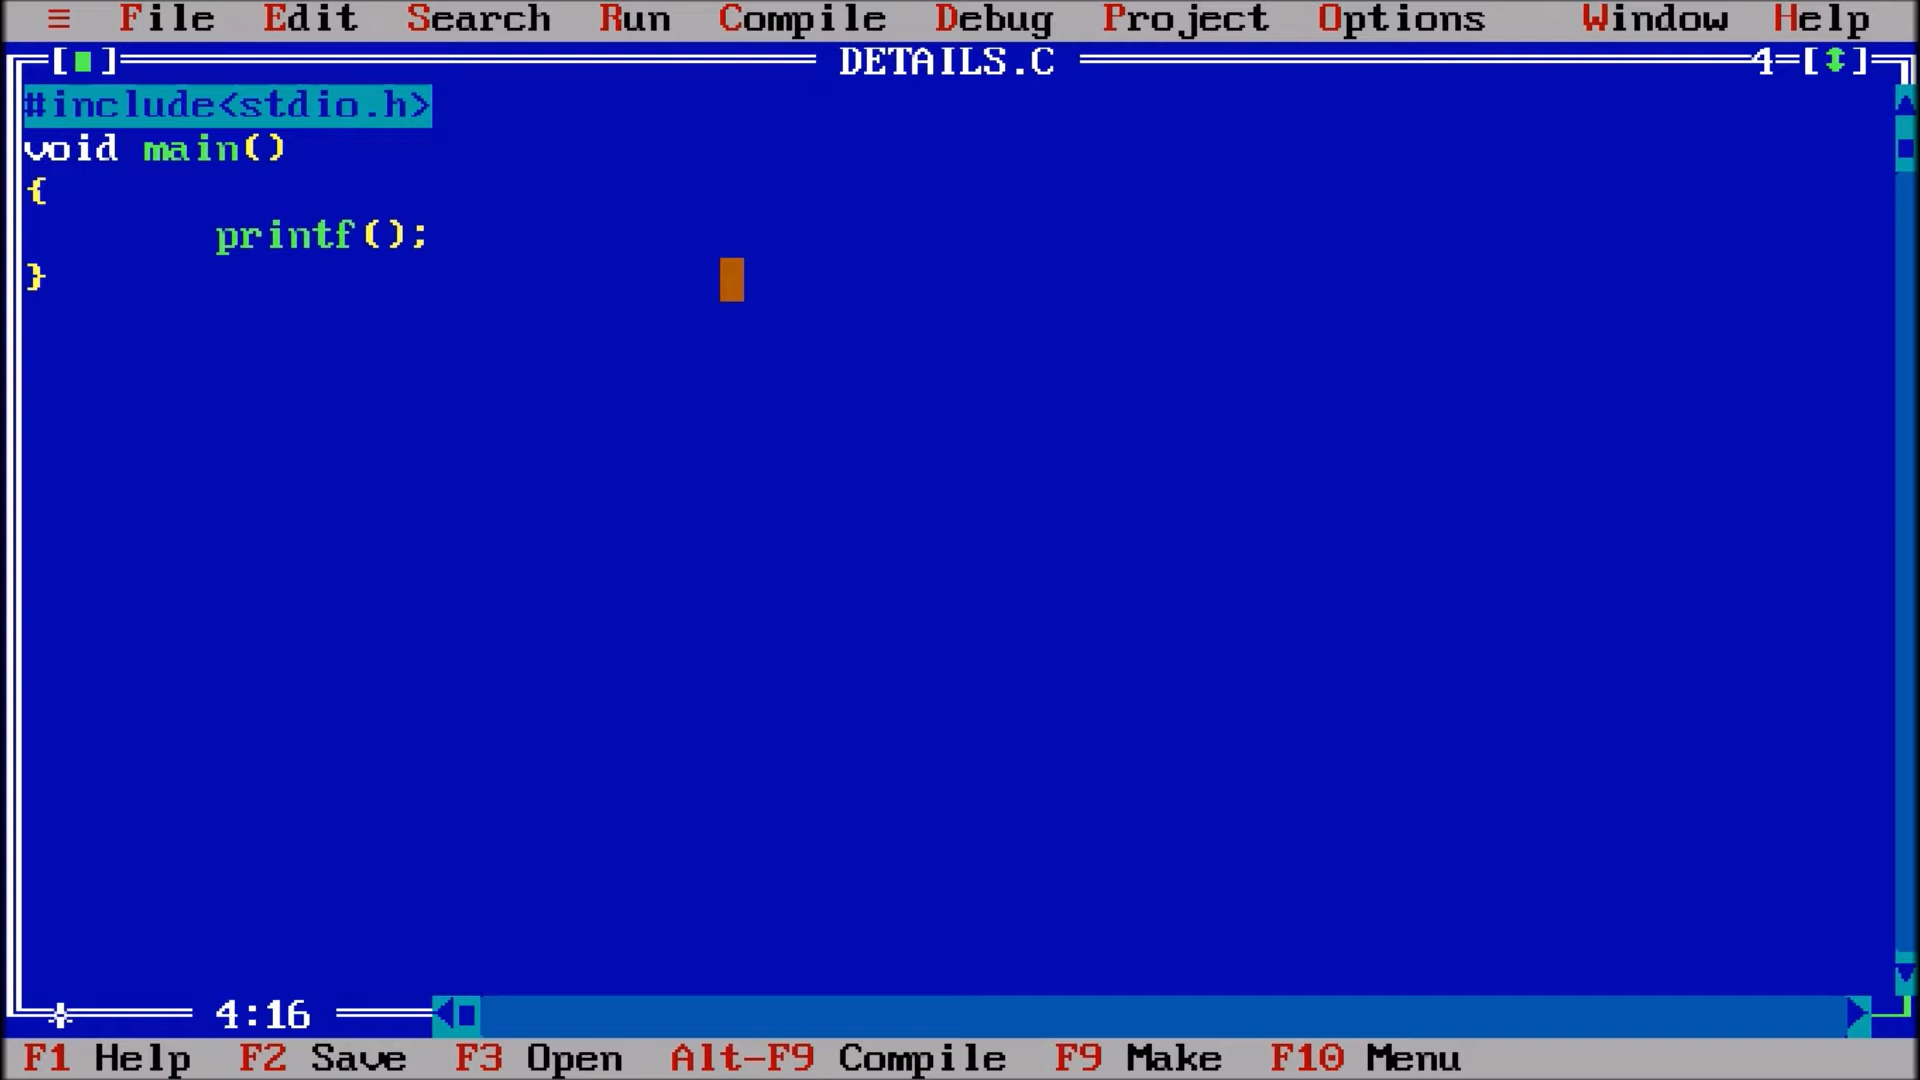 ≡ File Edit Search Run Compile Debug Project Options Window Help
[■] DETAILS.C 4=[↕]
#include<stdio.h>
void main()
{
printf();
}
* 4:16
F1 Help F2 Save F3 Open Alt-F9 Compile F9 Make F10 Menu